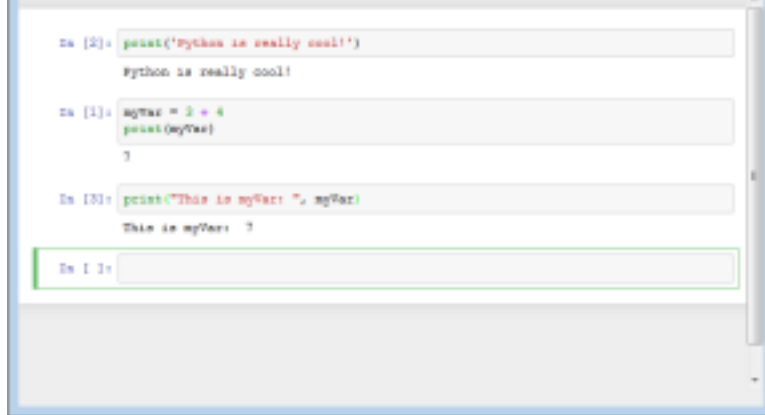 In [2]: print('Python is really cool!')
Python is really cool!
In [1]: myVar = 3 + 4
print(myVar)
7
In [3]: print("This is myVar: ", myVar)
This is myVar:  7
In [ ]: